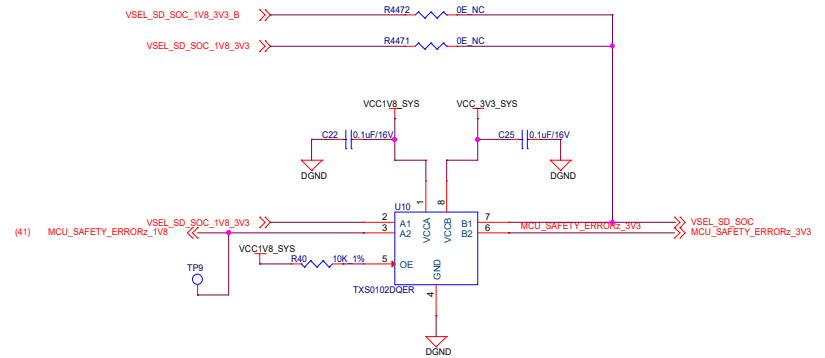 R4472 0E_NC
VSEL_SD_SOC_1V8_3V3_B
R4471 0E_NC
VSEL_SD_SOC_1V8_3V3
VCC1V8_SYS VCC_3V3_SYS
C22 0.1uF/16V C25 0.1uF/16V
DGND DGND
1 8
U10
VCCA VCCB
VSEL_SD_SOC_1V8_3V3 2 A1 B1 7 VSEL_SD_SOC
(41) MCU_SAFETY_ERRORz_1V8 3 A2 B2 6 MCU_SAFETY_ERRORz_3V3 MCU_SAFETY_ERRORz_3V3
VCC1V8_SYS
R40 10K_1% 5 OE
GND
TP9
4
TXS0102DQER
DGND